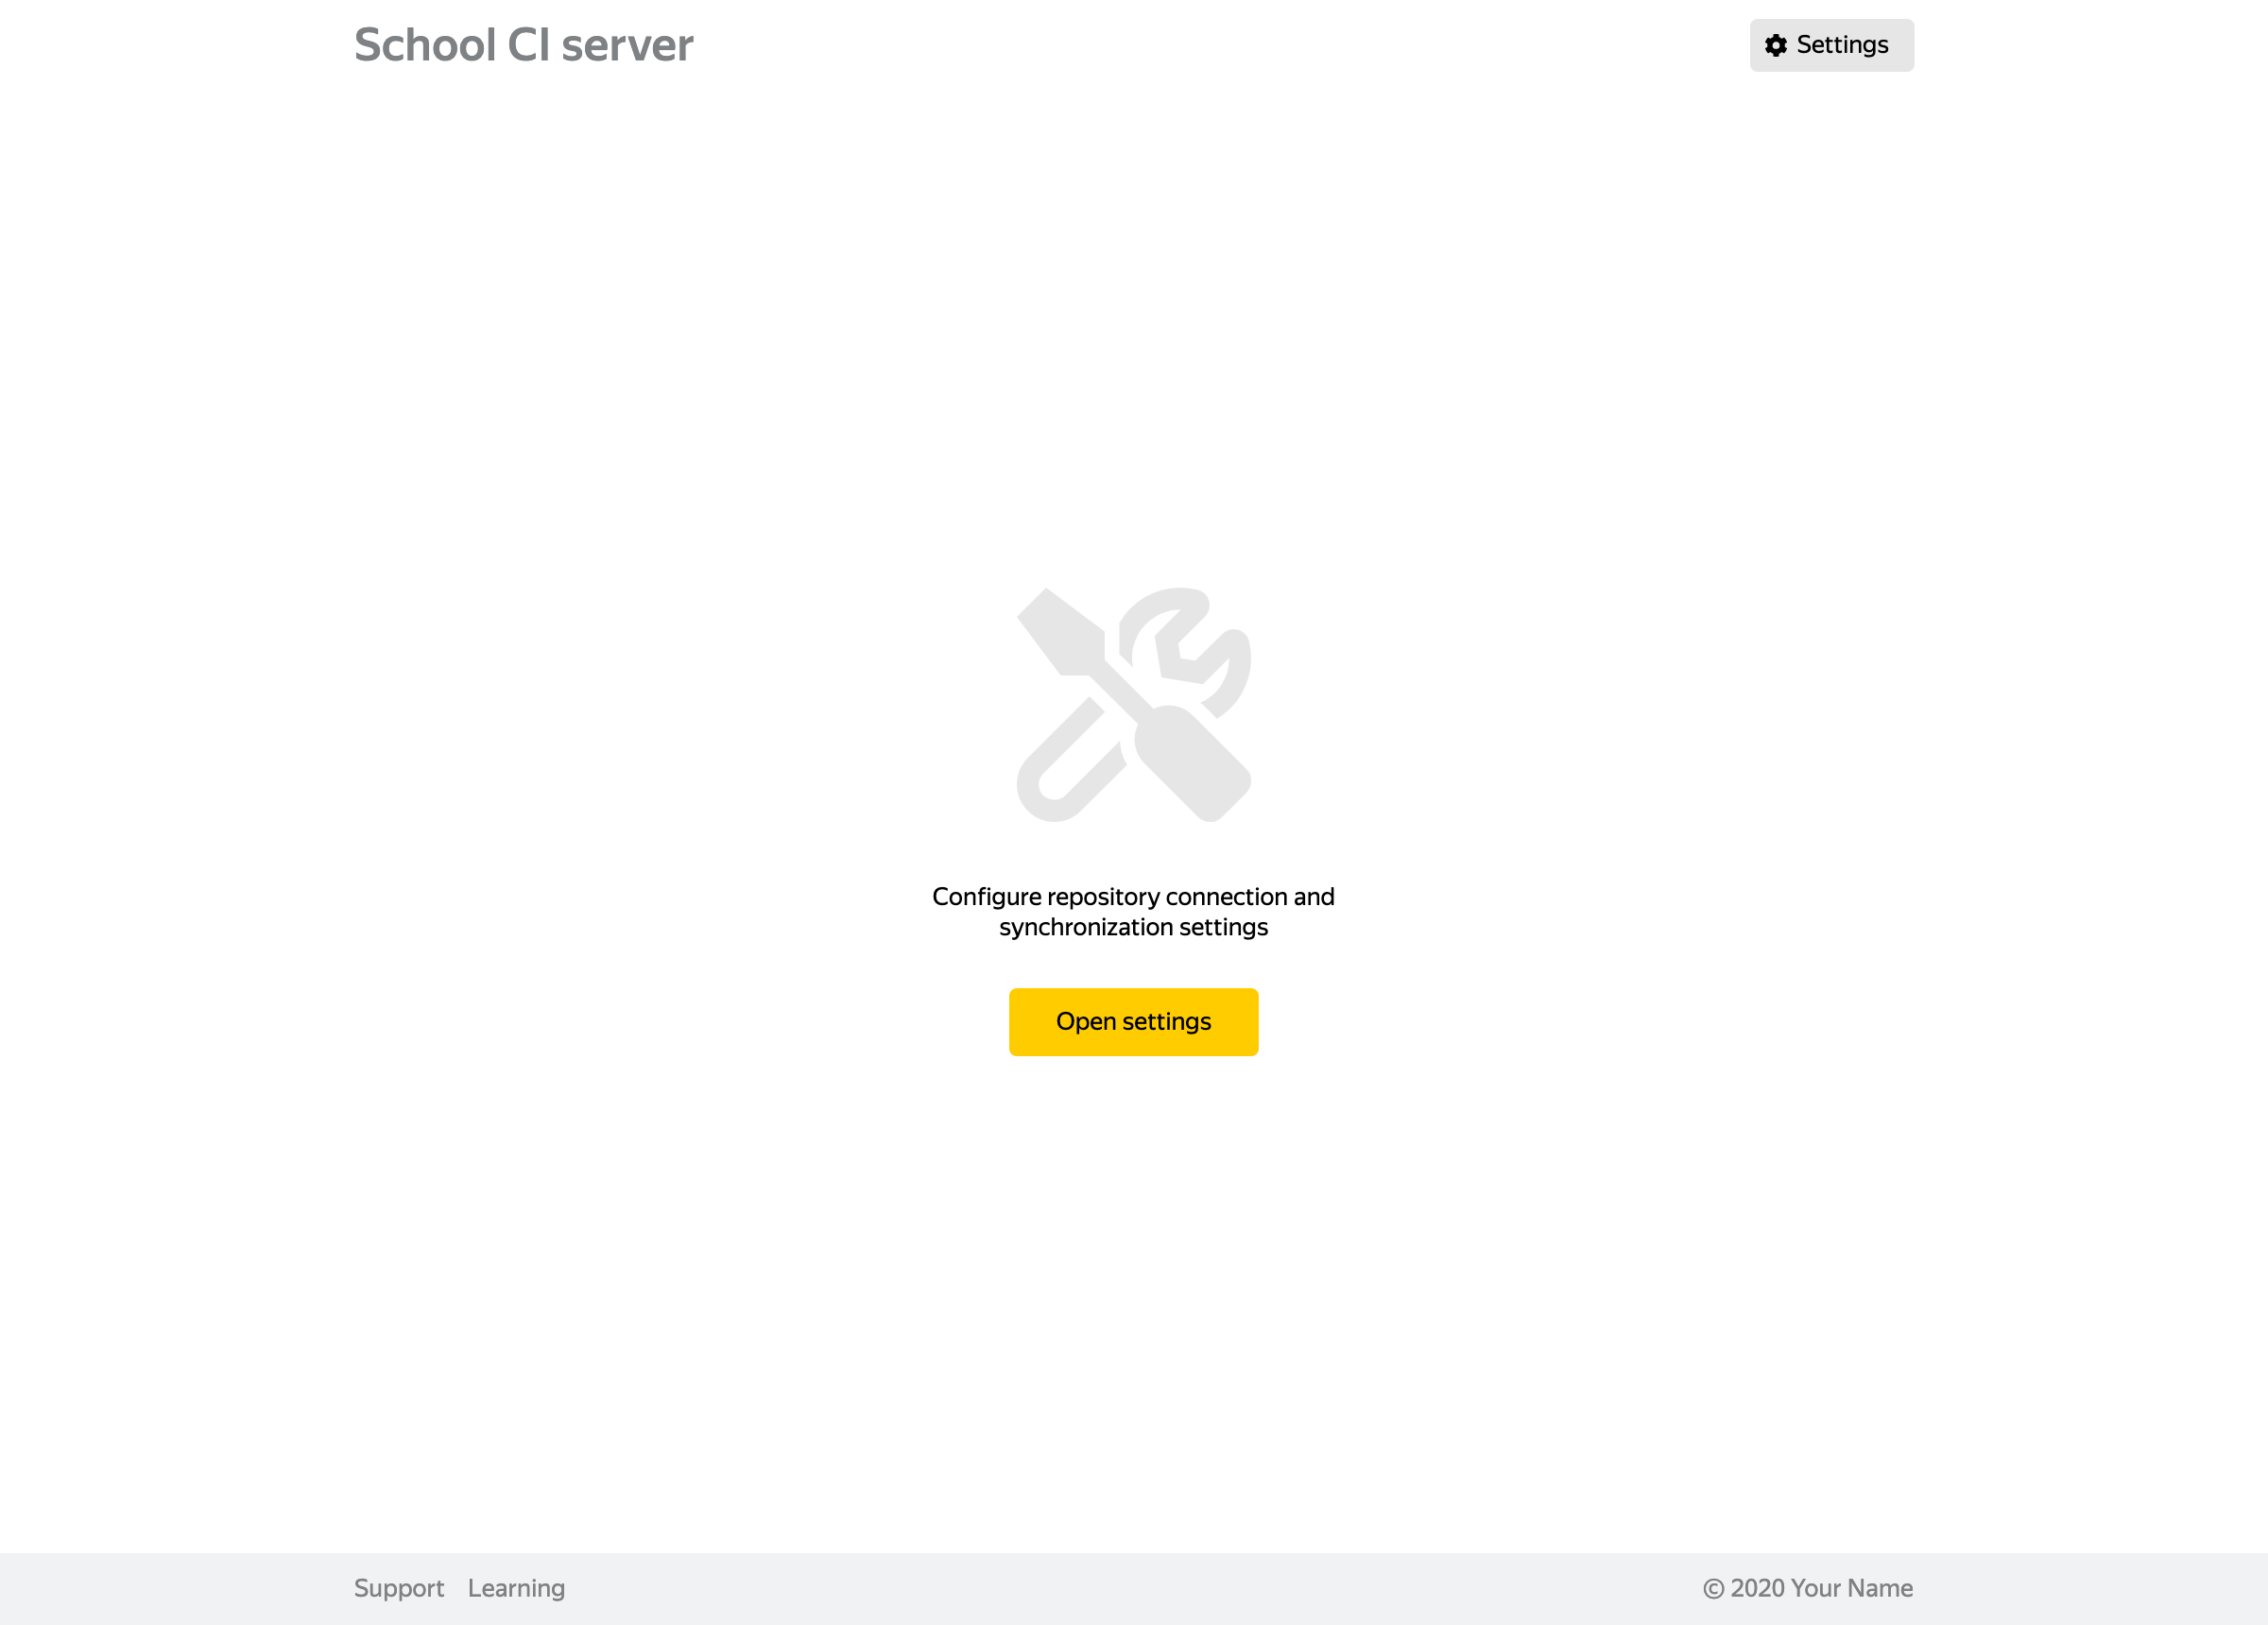 School CI server
Settings
Configure repository connection and
synchronization settings
Open settings
Support
Learning
© 2020 Your Name